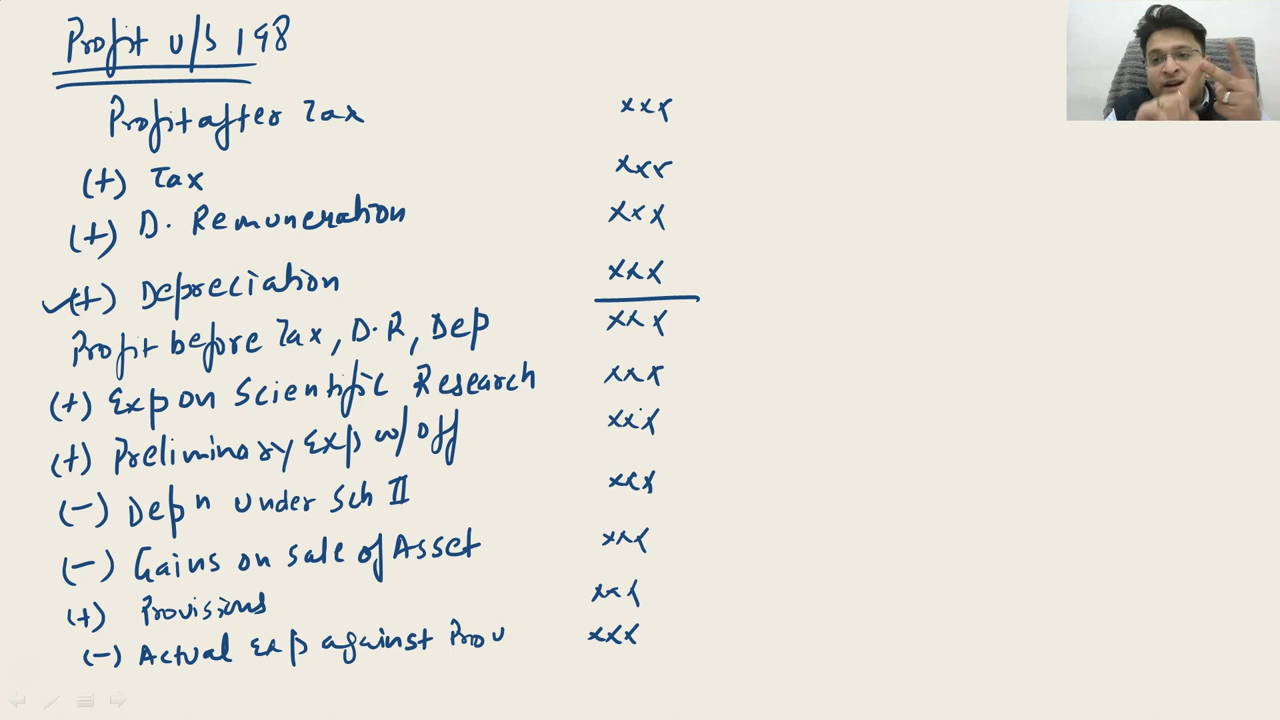 Profit u/s 198
Profit after Tax xxx
(+) Tax xxx
(+) D. Remuneration xxx
(+) Depreciation xxx
Profit before Tax, D.R, Dep xxx
(+) Exp on Scientific Research xxx
(+) Preliminary Exp w/off xxx
(-) Depn under Sch II xxx
(-) Gains on Sale of Asset xxx
(+) Provisions xxx
(-) Actual Exp against Prov xxx